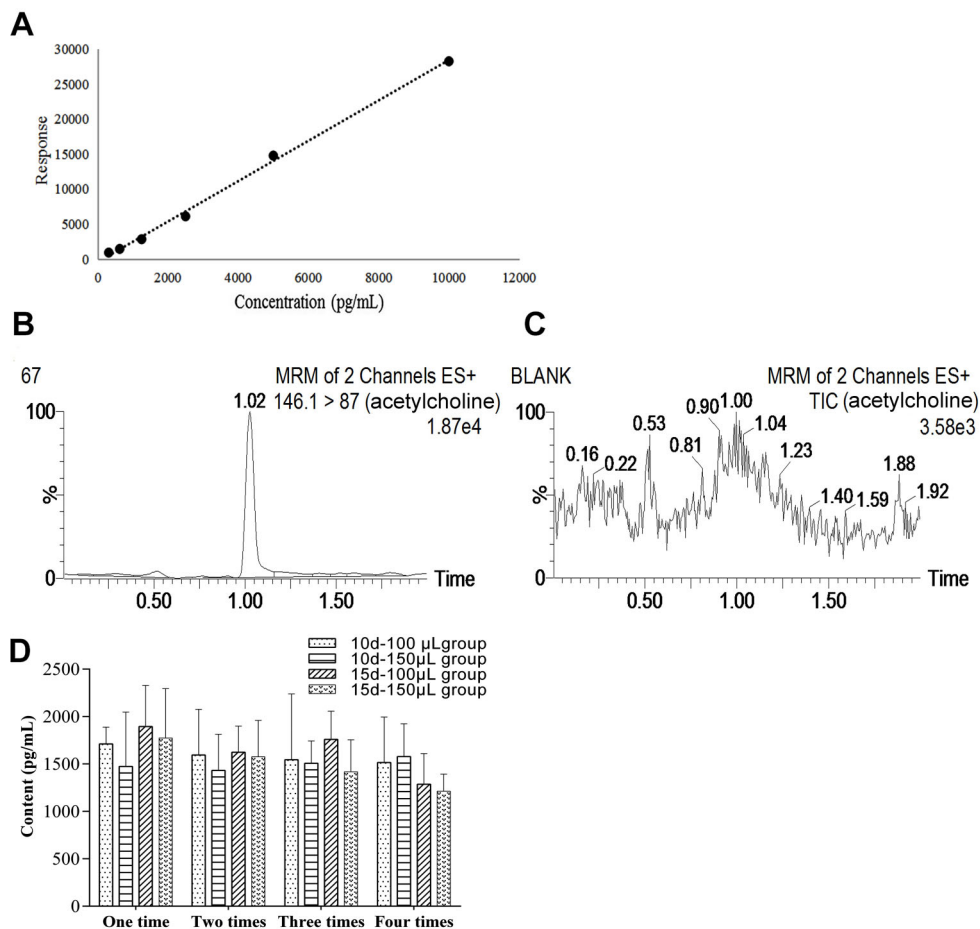 A
30000
25000
20000
15000
10000
5000
0
Response
0 2000 4000 6000 8000 10000 12000
Concentration (pg/mL)
B
67
MRM of 2 Channels ES+
146.1 > 87 (acetylcholine)
1.87e4
100
1.02
%
0
Time
0.50 1.00 1.50
C
BLANK
MRM of 2 Channels ES+
TIC (acetylcholine)
3.58e3
100
0.16 0.22 0.53 0.81 0.90 1.00 1.04 1.23 1.40 1.59 1.88 1.92
%
0
Time
0.50 1.00 1.50
D
10d-100 μLgroup
10d-150μL group
15d-100μL group
15d-150μL group
2500
2000
1500
1000
500
0
Content (pg/mL)
One time Two times Three times Four times